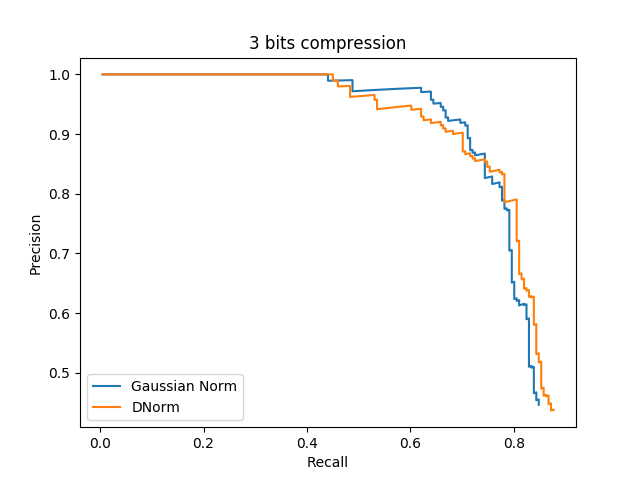 3 bits compression
1.0
0.9
0.8
0.7
0.6
0.5
Precision
Gaussian Norm
DNorm
0.0 0.2 0.4 0.6 0.8
Recall